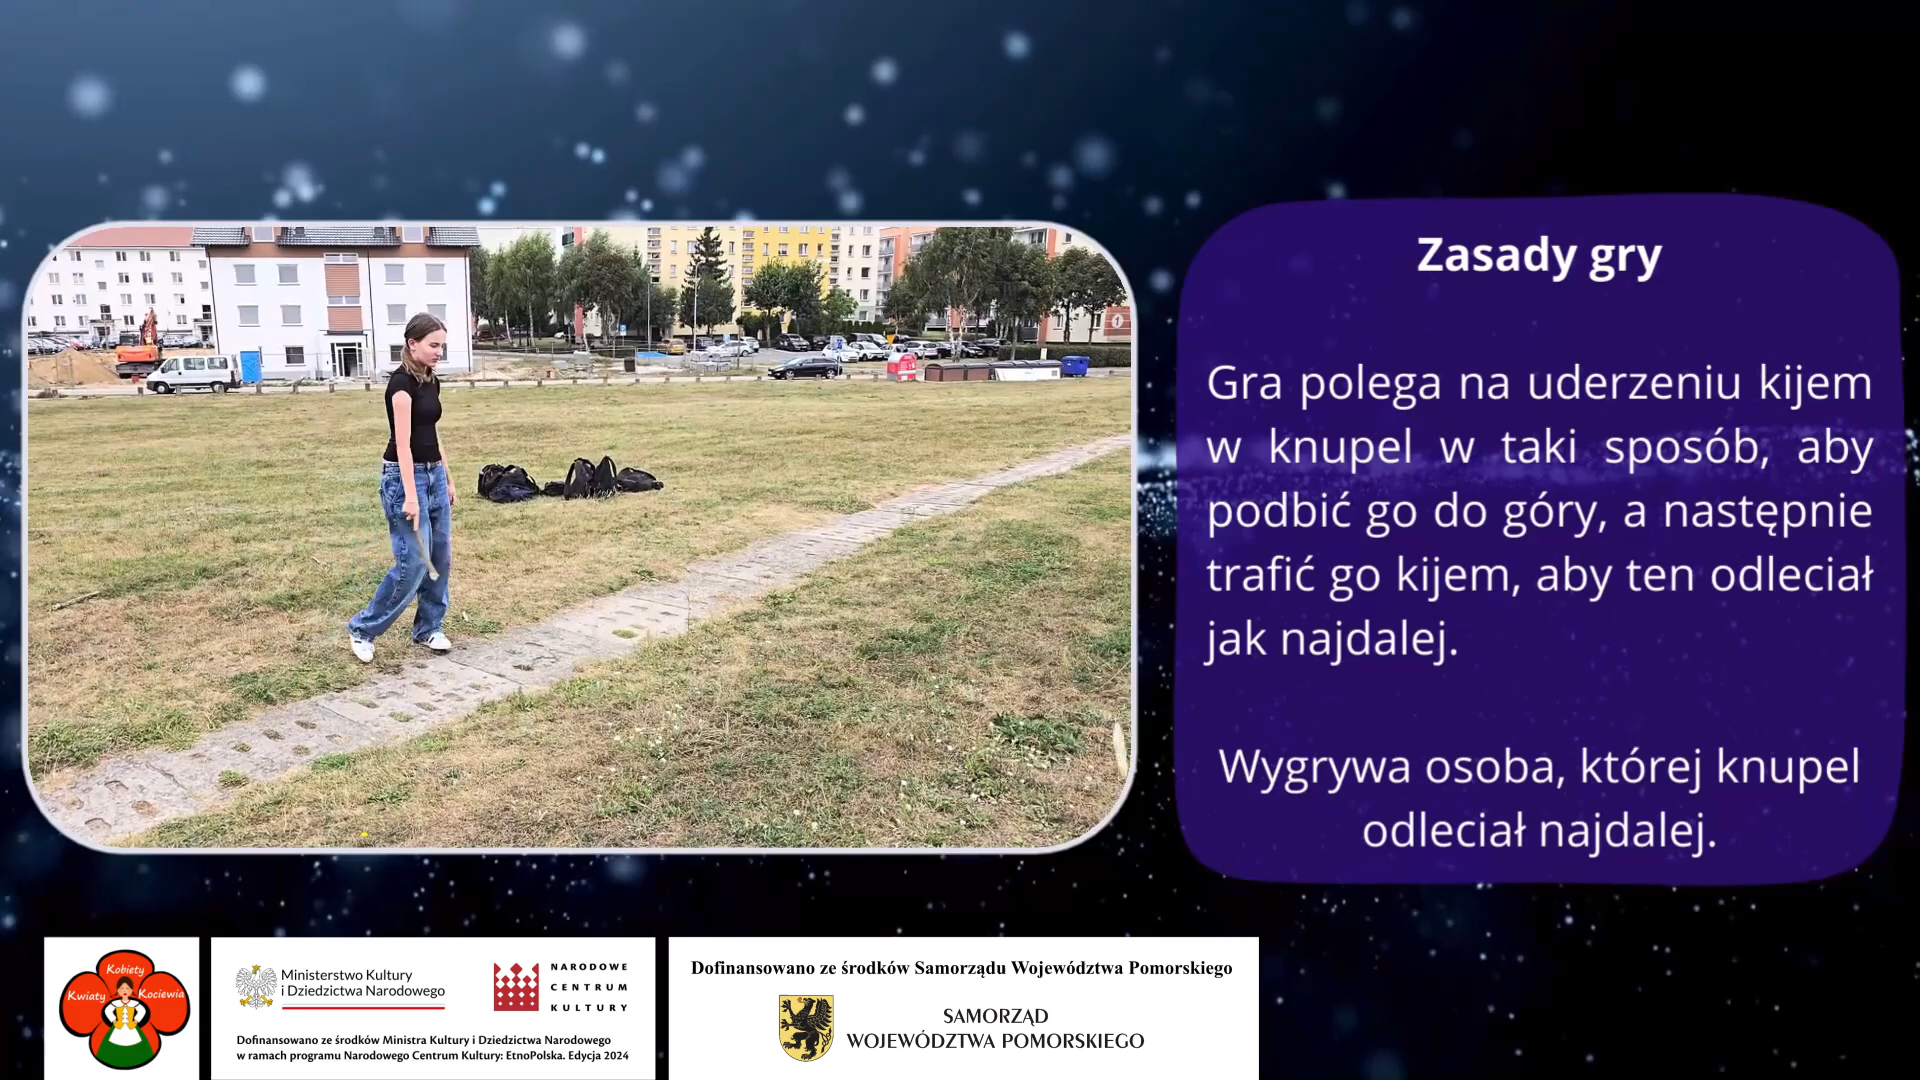 Zasady gry
Gra polega na uderzeniu kijem
w knupel w taki sposób, aby
podbić go do góry, a następnie
trafić go kijem, aby ten odleciał
jak najdalej.
Wygrywa osoba, której knupel
odleciał najdalej.
1
Kobiety
Kwiaty
Kociewia
Ministerstwo Kultury
i Dziedzictwa Narodowego
NARODOWE
CENTRUM
KULTURY
Dofinansowano ze środków Ministra Kultury i Dziedzictwa Narodowego
w ramach programu Narodowego Centrum Kultury: EtnoPolska. Edycja 2024
Dofinansowano ze środków Samorządu Województwa Pomorskiego
SAMORZĄD
WOJEWÓDZTWA POMORSKIEGO